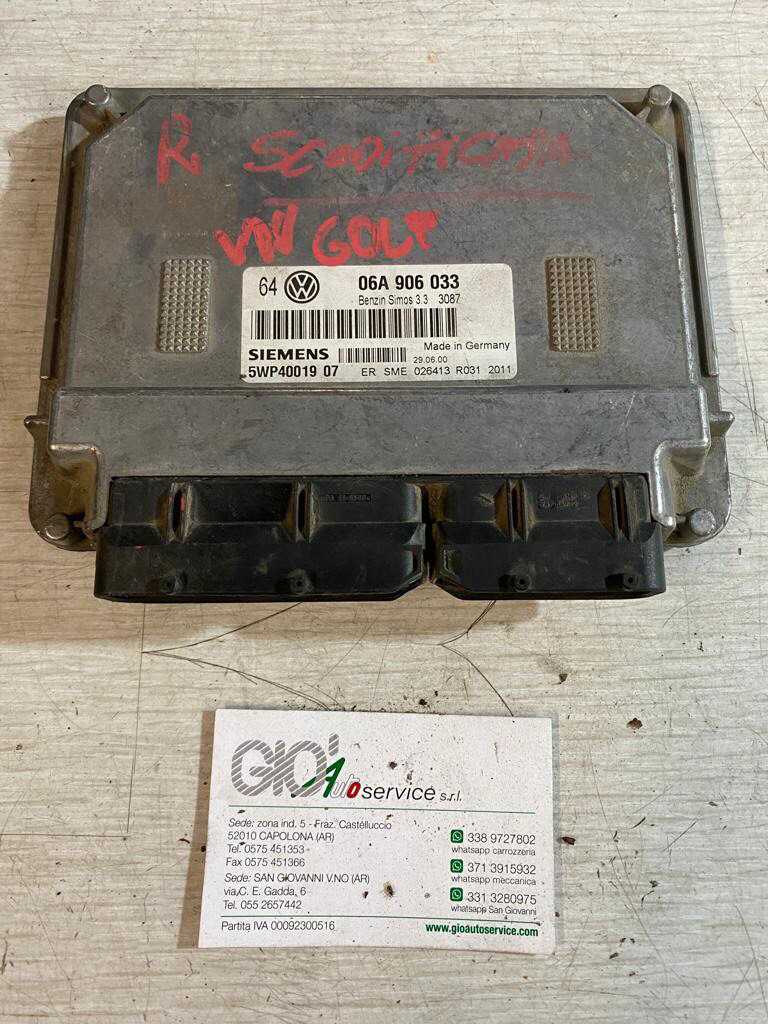 R SCODIFICATA
VW GOLF
64 06A 906 033
Benzin Simos 3.3 3087
Made in Germany
SIEMENS 29.06.00
5WP40019 07 ER SME 026413 R031 2011
GIO' Auto service s.r.l.
Sede: zona ind. 5 - Fraz. Castelluccio
52010 CAPOLONA (AR)
Tel. 0575 451353
Fax 0575 451366
Sede: SAN GIOVANNI V.NO (AR)
via C. E. Gadda, 6
Tel. 055 2657442
Partita IVA 00092300516
338 9727802
whatsapp carrozzeria
371 3915932
whatsapp meccanica
331 3280975
whatsapp San Giovanni
www.gioautoservice.com